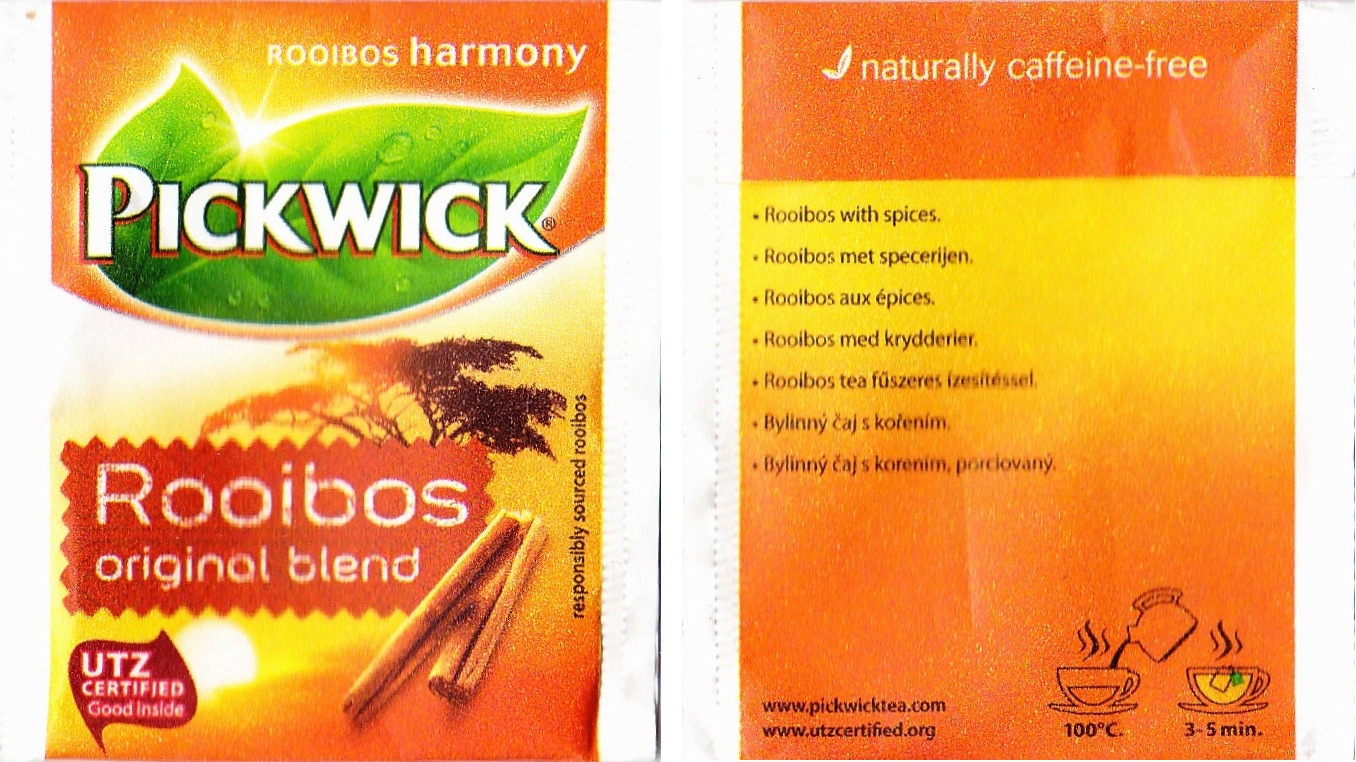 ROOIBOS harmony
PICKWICK®
Rooibos
original blend
responsibly sourced rooibos
UTZ
CERTIFIED
Good inside
naturally caffeine-free
• Rooibos with spices.
• Rooibos met specerijen.
• Rooibos aux épices.
• Rooibos med krydderier.
• Rooibos tea fűszeres ízesítéssel.
• Bylinný čaj s kořením.
• Bylinný čaj s korením, porciovaný.
www.pickwicktea.com
www.utzcertified.org
100°C.
3-5 min.